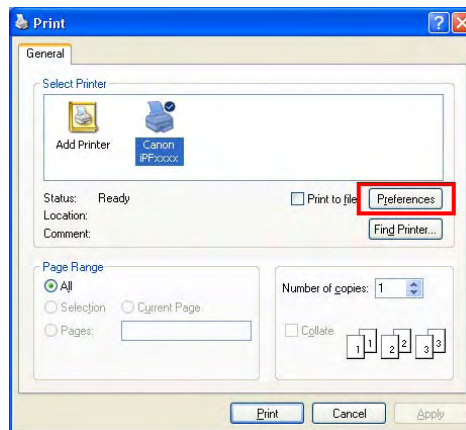 Print
General
Select Printer
Add Printer
Canon
iPFxxxx
Status: Ready
Print to file
Preferences
Location:
Comment:
Find Printer...
Page Range
All
Selection
Current Page
Pages:
Number of copies: 1
Collate
1 1 2 2 3 3
Print
Cancel
Apply